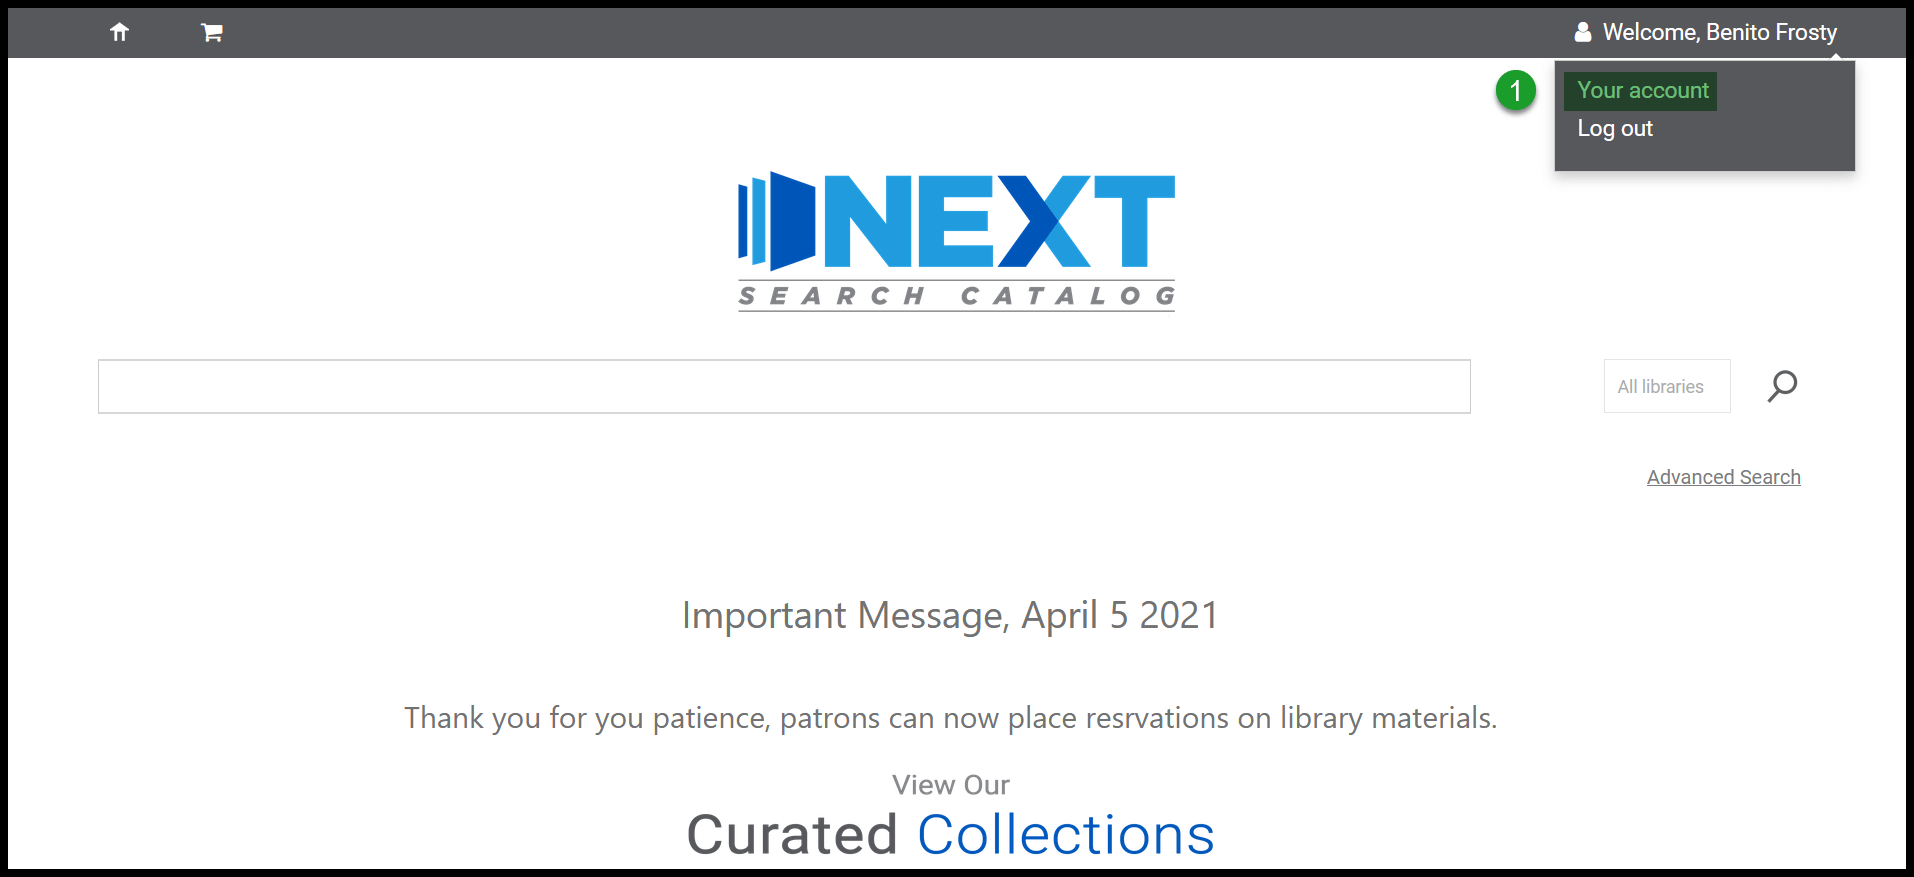 Welcome, Benito Frosty
1
Your account
Log out
NEXT
SEARCH CATALOG
All libraries
Advanced Search
Important Message, April 5 2021
Thank you for you patience, patrons can now place resrvations on library materials.
View Our
Curated Collections